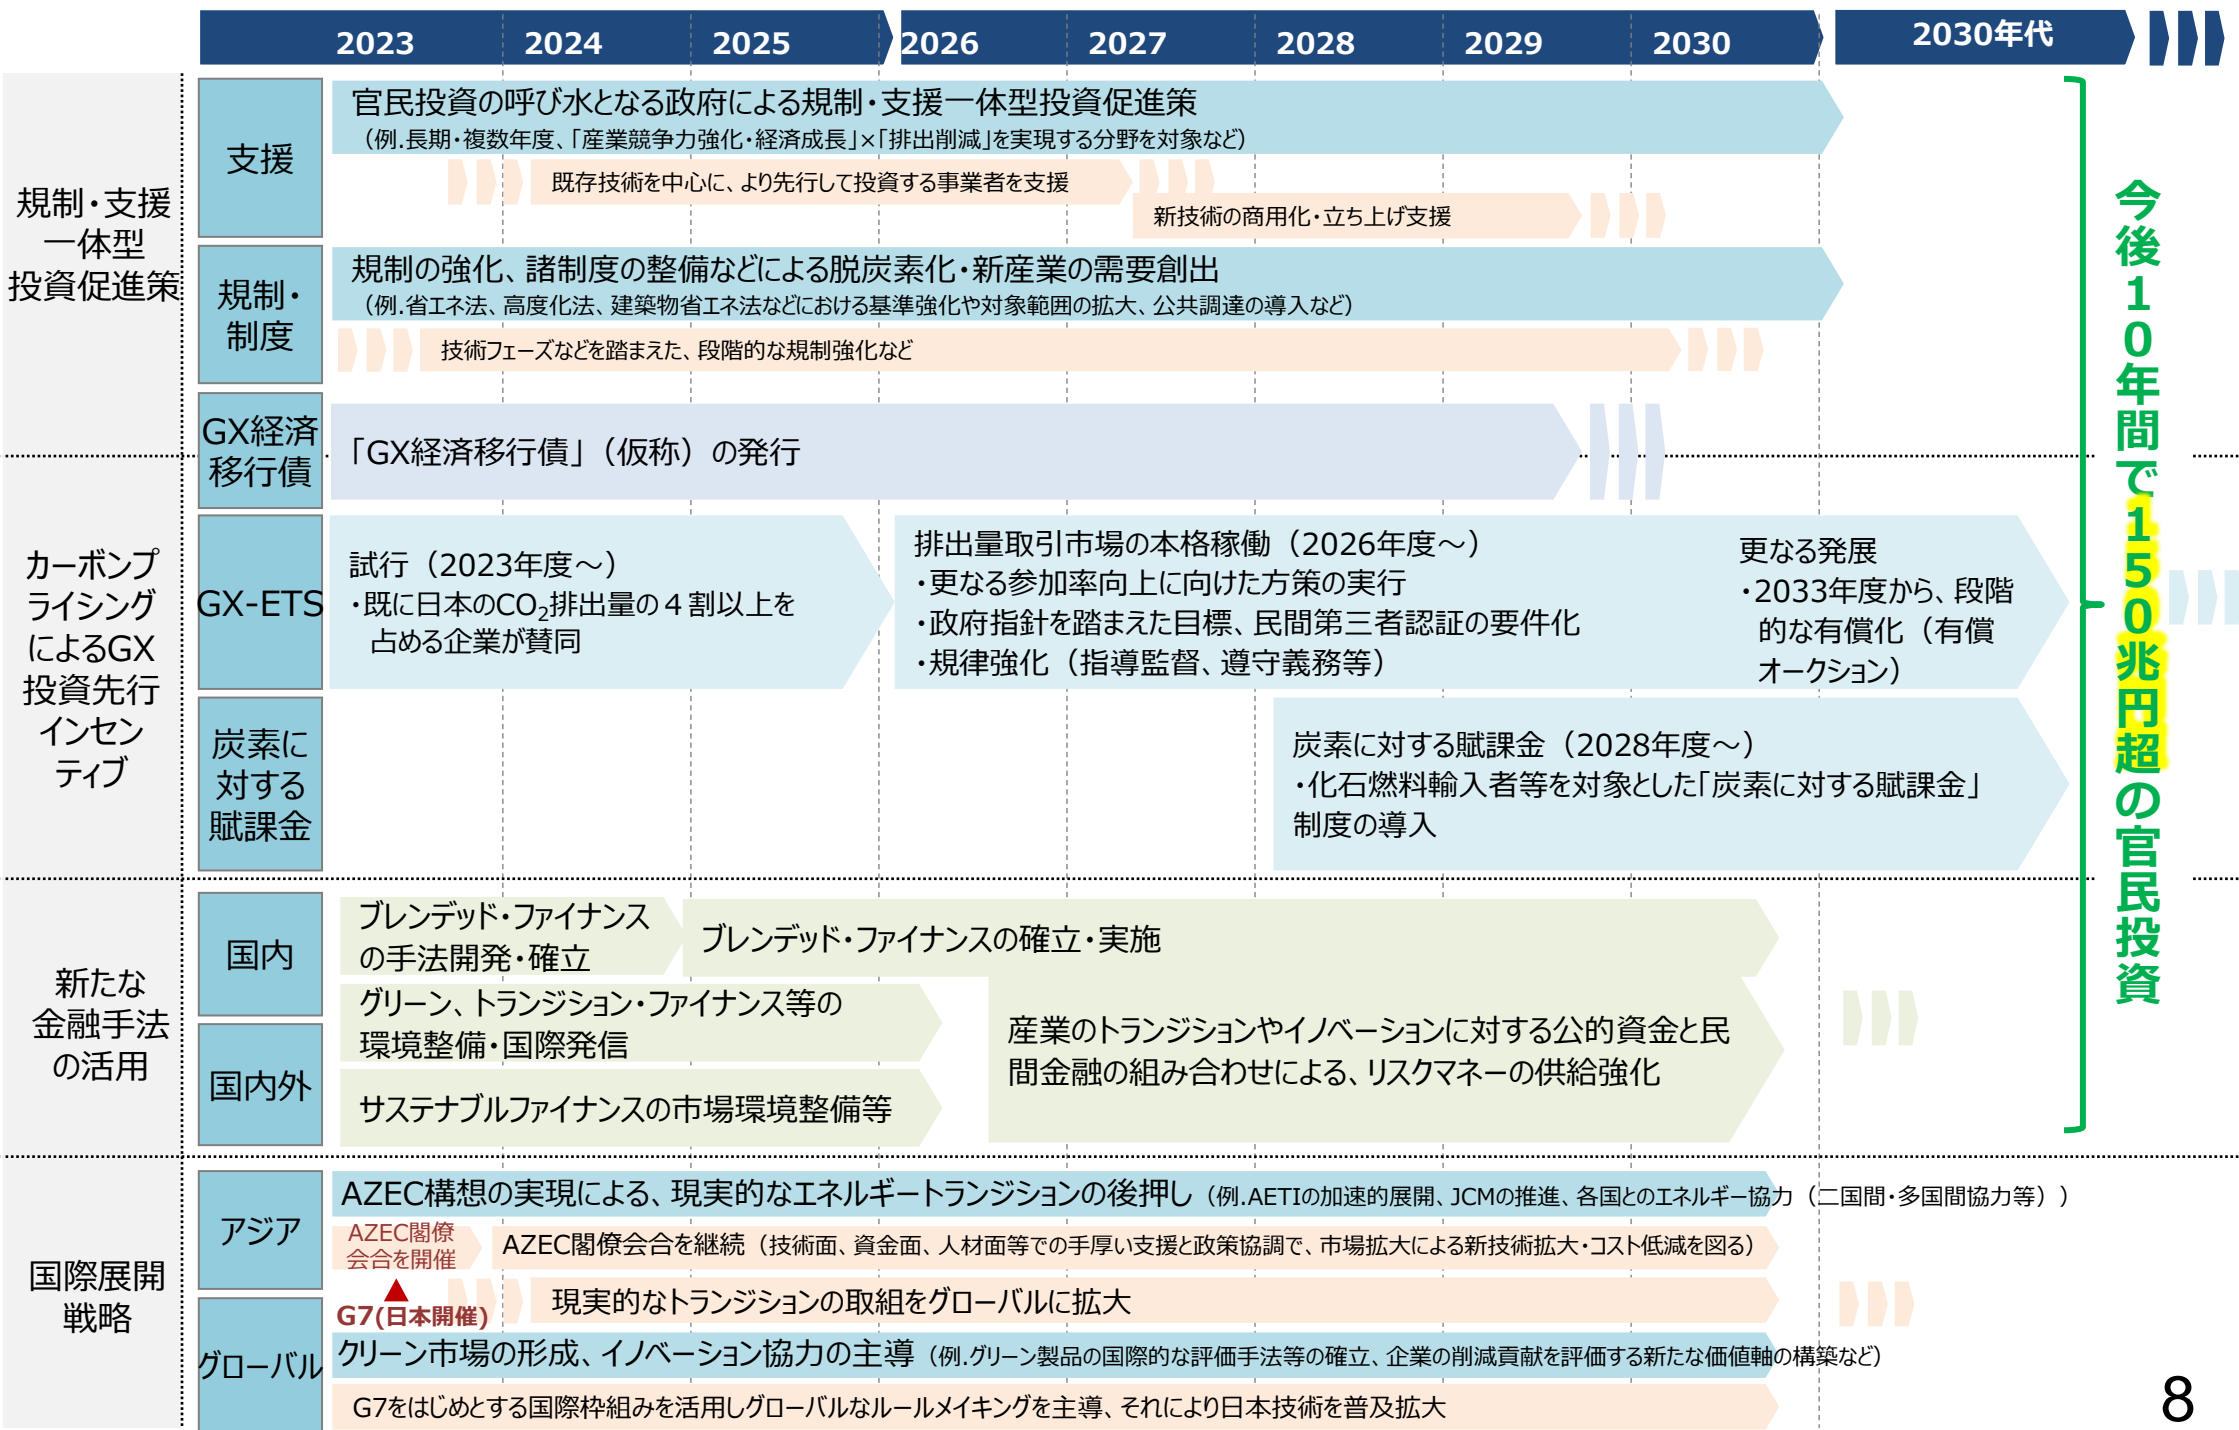 2023 2024 2025 2026 2027 2028 2029 2030 2030年代
規制・支援
一体型
投資促進策
支援
官民投資の呼び水となる政府による規制・支援一体型投資促進策
（例.長期・複数年度、「産業競争力強化・経済成長」×「排出削減」を実現する分野を対象など）
既存技術を中心に、より先行して投資する事業者を支援
新技術の商用化・立ち上げ支援
規制・
制度
規制の強化、諸制度の整備などによる脱炭素化・新産業の需要創出
（例.省エネ法、高度化法、建築物省エネ法などにおける基準強化や対象範囲の拡大、公共調達の導入など）
技術フェーズなどを踏まえた、段階的な規制強化など
GX経済
移行債
「GX経済移行債」（仮称）の発行
カーボンプ
ライシング
によるGX
投資先行
インセン
ティブ
GX-ETS
試行（2023年度～）
・既に日本のCO₂排出量の４割以上を
占める企業が賛同
排出量取引市場の本格稼働（2026年度～）
・更なる参加率向上に向けた方策の実行
・政府指針を踏まえた目標、民間第三者認証の要件化
・規律強化（指導監督、遵守義務等）
更なる発展
・2033年度から、段階
的な有償化（有償
オークション）
炭素に
対する
賦課金
炭素に対する賦課金（2028年度～）
・化石燃料輸入者等を対象とした「炭素に対する賦課金」
制度の導入
新たな
金融手法
の活用
国内
ブレンデッド・ファイナンス
の手法開発・確立
ブレンデッド・ファイナンスの確立・実施
グリーン、トランジション・ファイナンス等の
環境整備・国際発信
国内外
サステナブルファイナンスの市場環境整備等
産業のトランジションやイノベーションに対する公的資金と民
間金融の組み合わせによる、リスクマネーの供給強化
国際展開
戦略
アジア
AZEC構想の実現による、現実的なエネルギートランジションの後押し（例.AETIの加速的展開、JCMの推進、各国とのエネルギー協力（二国間・多国間協力等））
AZEC閣僚
会合を開催
AZEC閣僚会合を継続（技術面、資金面、人材面等での手厚い支援と政策協調で、市場拡大による新技術拡大・コスト低減を図る）
▲
G7(日本開催)
現実的なトランジションの取組をグローバルに拡大
グローバル
クリーン市場の形成、イノベーション協力の主導（例.グリーン製品の国際的な評価手法等の確立、企業の削減貢献を評価する新たな価値軸の構築など）
G7をはじめとする国際枠組みを活用しグローバルなルールメイキングを主導、それにより日本技術を普及拡大
今後１０年間で１５０兆円超の官民投資
8